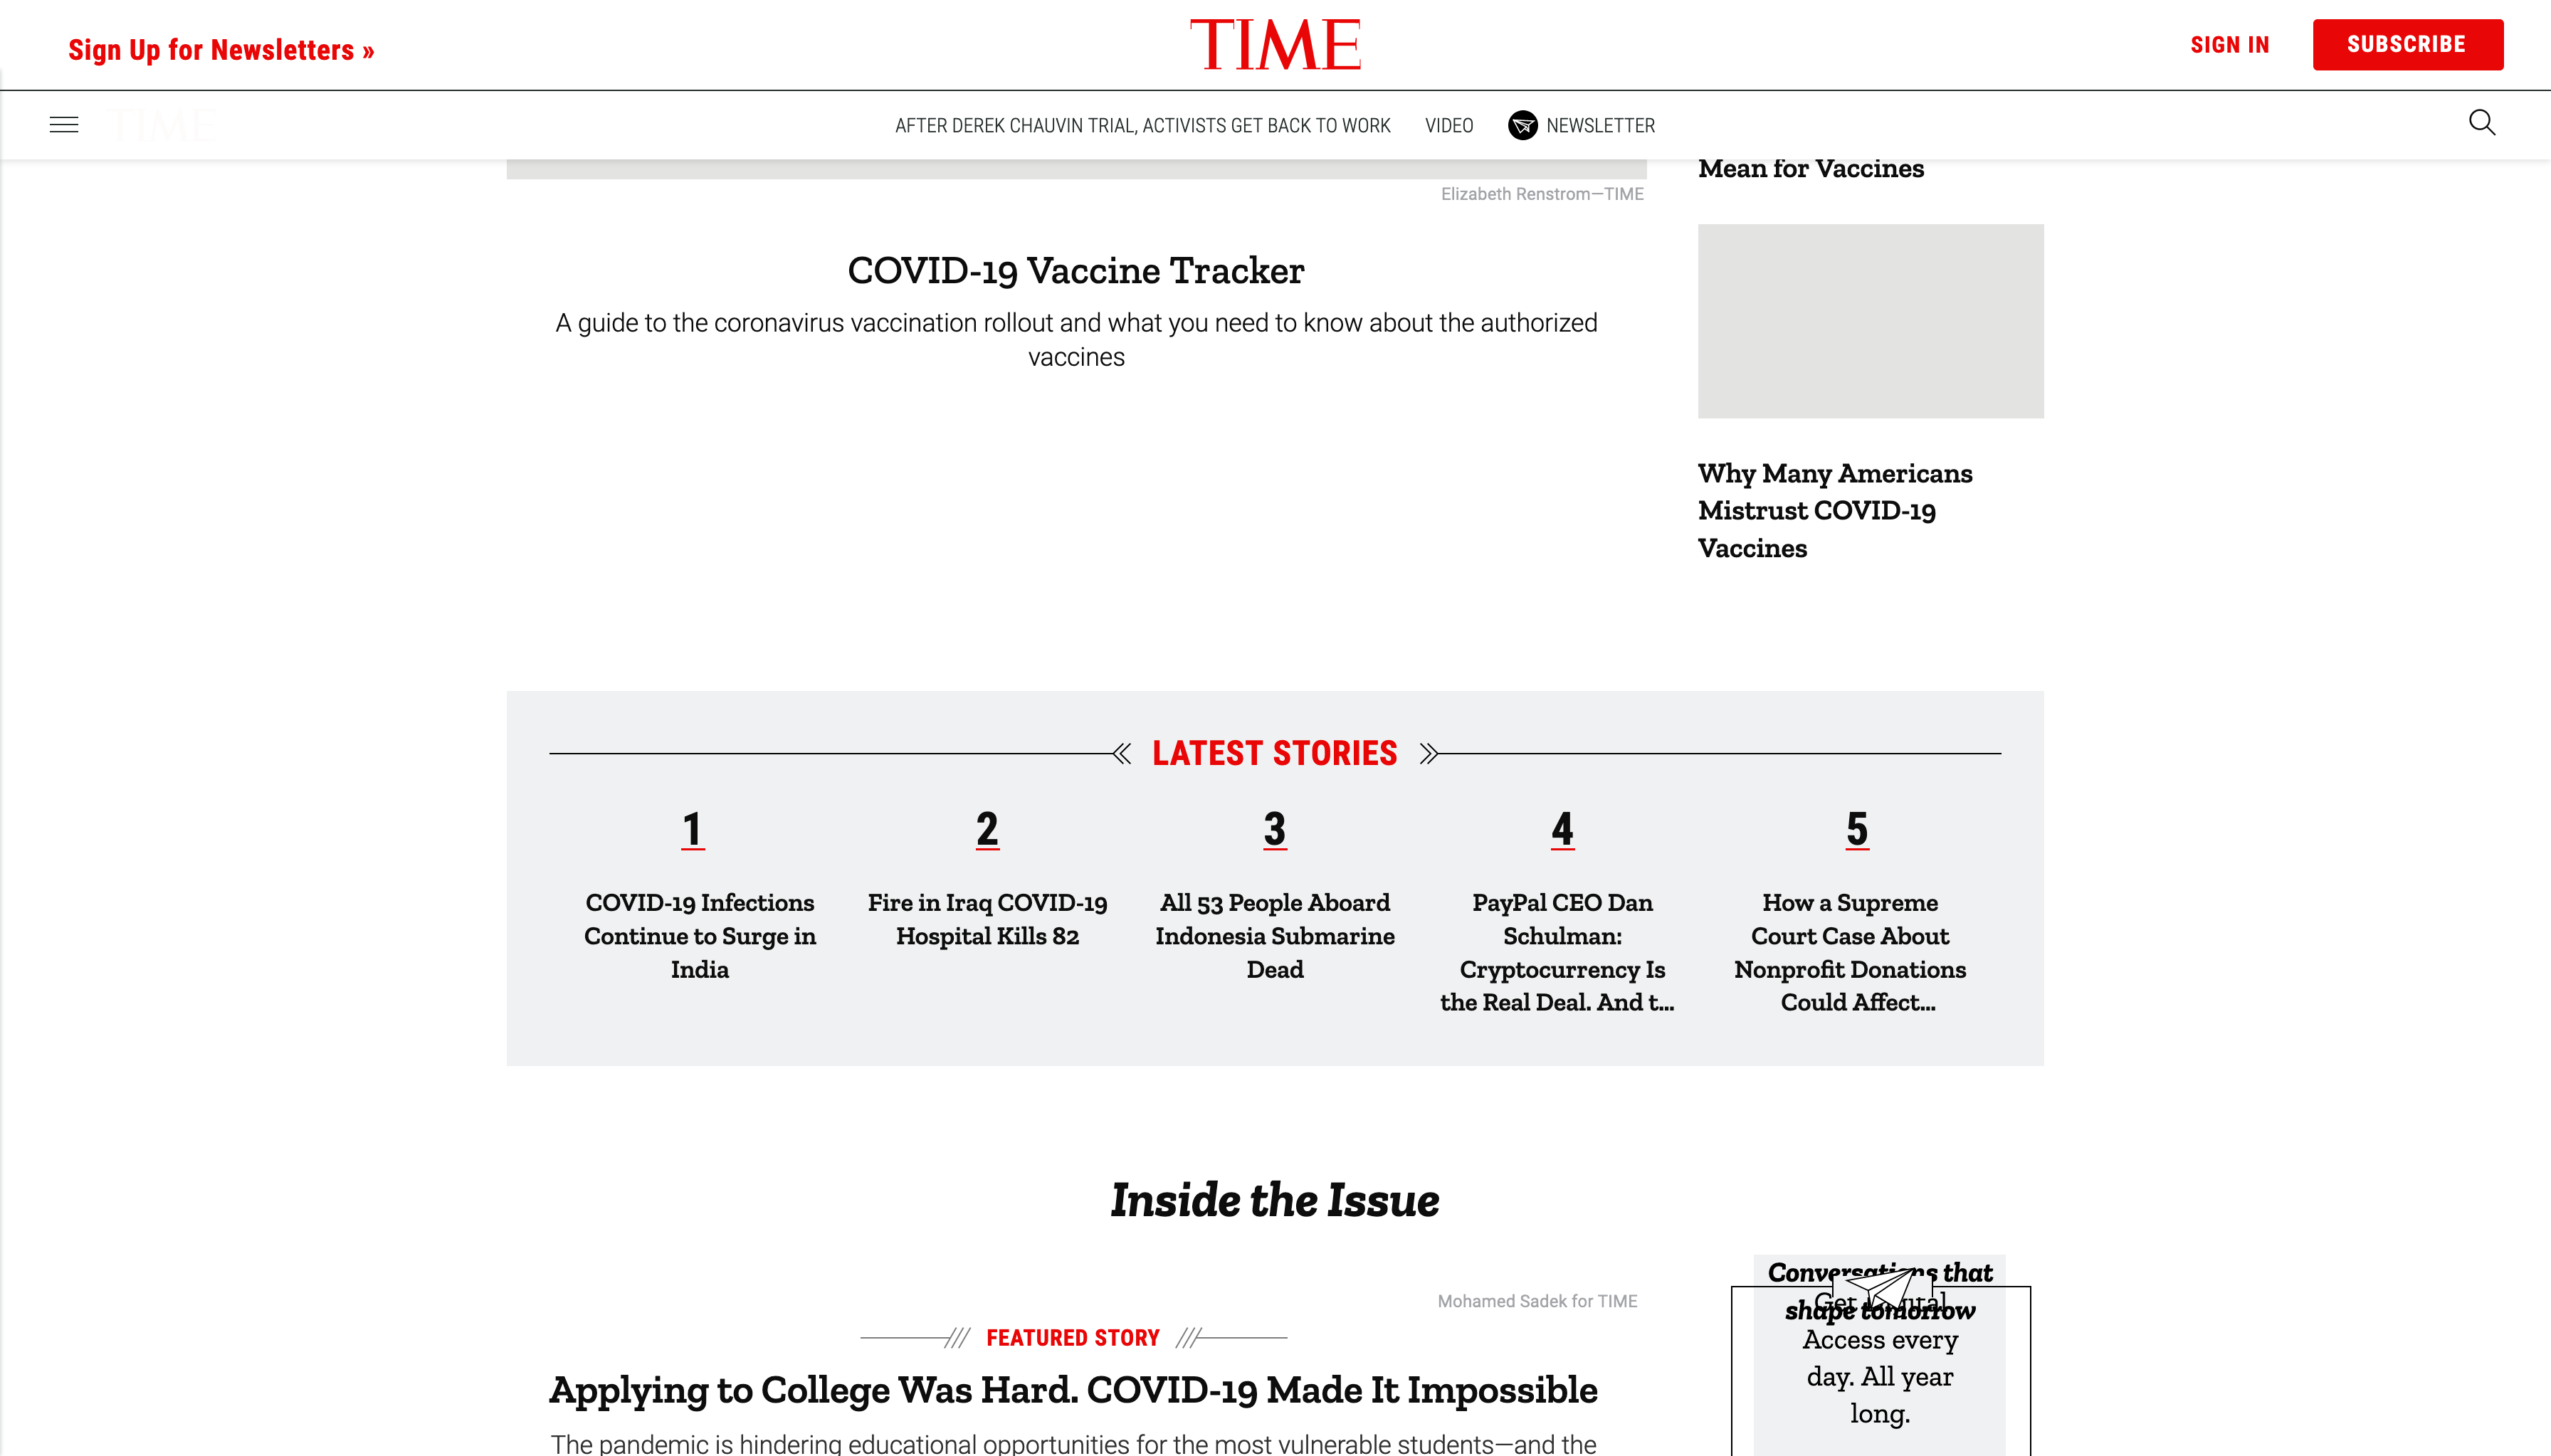 Sign Up for Newsletters »
TIME
SIGN IN
SUBSCRIBE
TIME
AFTER DEREK CHAUVIN TRIAL, ACTIVISTS GET BACK TO WORK
VIDEO
NEWSLETTER
Elizabeth Renstrom—TIME
COVID-19 Vaccine Tracker
A guide to the coronavirus vaccination rollout and what you need to know about the authorized
vaccines
Mean for Vaccines
Why Many Americans
Mistrust COVID-19
Vaccines
LATEST STORIES
1
COVID-19 Infections
Continue to Surge in
India
2
Fire in Iraq COVID-19
Hospital Kills 82
3
All 53 People Aboard
Indonesia Submarine
Dead
4
PayPal CEO Dan
Schulman:
Cryptocurrency Is
the Real Deal. And t...
5
How a Supreme
Court Case About
Nonprofit Donations
Could Affect...
Inside the Issue
Mohamed Sadek for TIME
FEATURED STORY
Applying to College Was Hard. COVID-19 Made It Impossible
The pandemic is hindering educational opportunities for the most vulnerable students—and the
Conversations that
shape tomorrow
Get
Access every
day. All year
long.